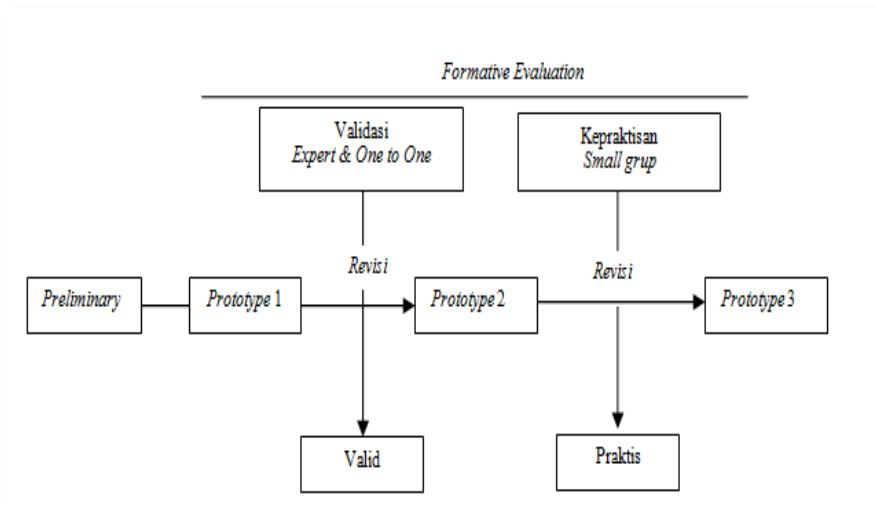 Formative Evaluation
Validasi
Expert & One to One
Kepraktisan
Small grup
Revisi
Revisi
Preliminary
Prototype 1
Prototype 2
Prototype 3
Valid
Praktis